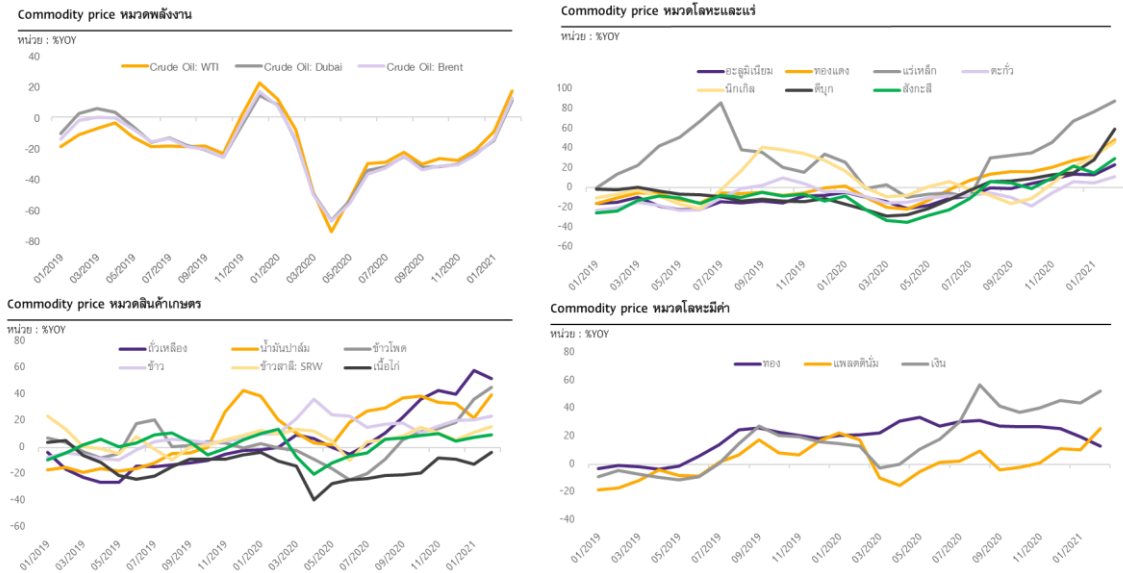 Commodity price หมวดพลังงาน
หน่วย : %YOY
Crude Oil: WTI Crude Oil: Dubai Crude Oil: Brent
40
20
0
-20
-40
-60
-80
01/2019 03/2019 05/2019 07/2019 09/2019 11/2019 01/2020 03/2020 05/2020 07/2020 09/2020 11/2020 01/2021
Commodity price หมวดโลหะและแร่
หน่วย : %YOY
อะลูมิเนียม ทองแดง แร่เหล็ก ตะกั่ว
นิกเกิล ดีบุก สังกะสี
100
80
60
40
20
0
-20
-40
-60
01/2019 03/2019 05/2019 07/2019 09/2019 11/2019 01/2020 03/2020 05/2020 07/2020 09/2020 11/2020 01/2021
Commodity price หมวดสินค้าเกษตร
หน่วย : %YOY
ถั่วเหลือง น้ำมันปาล์ม ข้าวโพด
ข้าว ข้าวสาลี: SRW เนื้อไก่
80
60
40
20
0
-20
-40
-60
01/2019 03/2019 05/2019 07/2019 09/2019 11/2019 01/2020 03/2020 05/2020 07/2020 09/2020 11/2020 01/2021
Commodity price หมวดโลหะมีค่า
หน่วย : %YOY
ทอง แพลตตินั่ม เงิน
80
60
40
20
0
-20
-40
01/2019 03/2019 05/2019 07/2019 09/2019 11/2019 01/2020 03/2020 05/2020 07/2020 09/2020 11/2020 01/2021